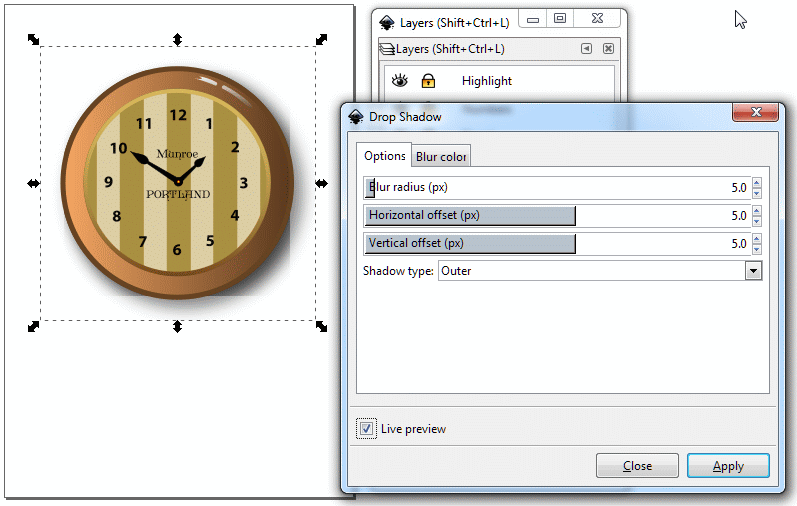 Layers (Shift+Ctrl+L)
Layers (Shift+Ctrl+L)
Highlight
Drop Shadow
Options
Blur color
Blur radius (px)
5.0
Horizontal offset (px)
5.0
Vertical offset (px)
5.0
Shadow type:
Outer
Live preview
Close
Apply
12
11
1
10
2
Munroe
9
3
PORTLAND
8
4
7
5
6